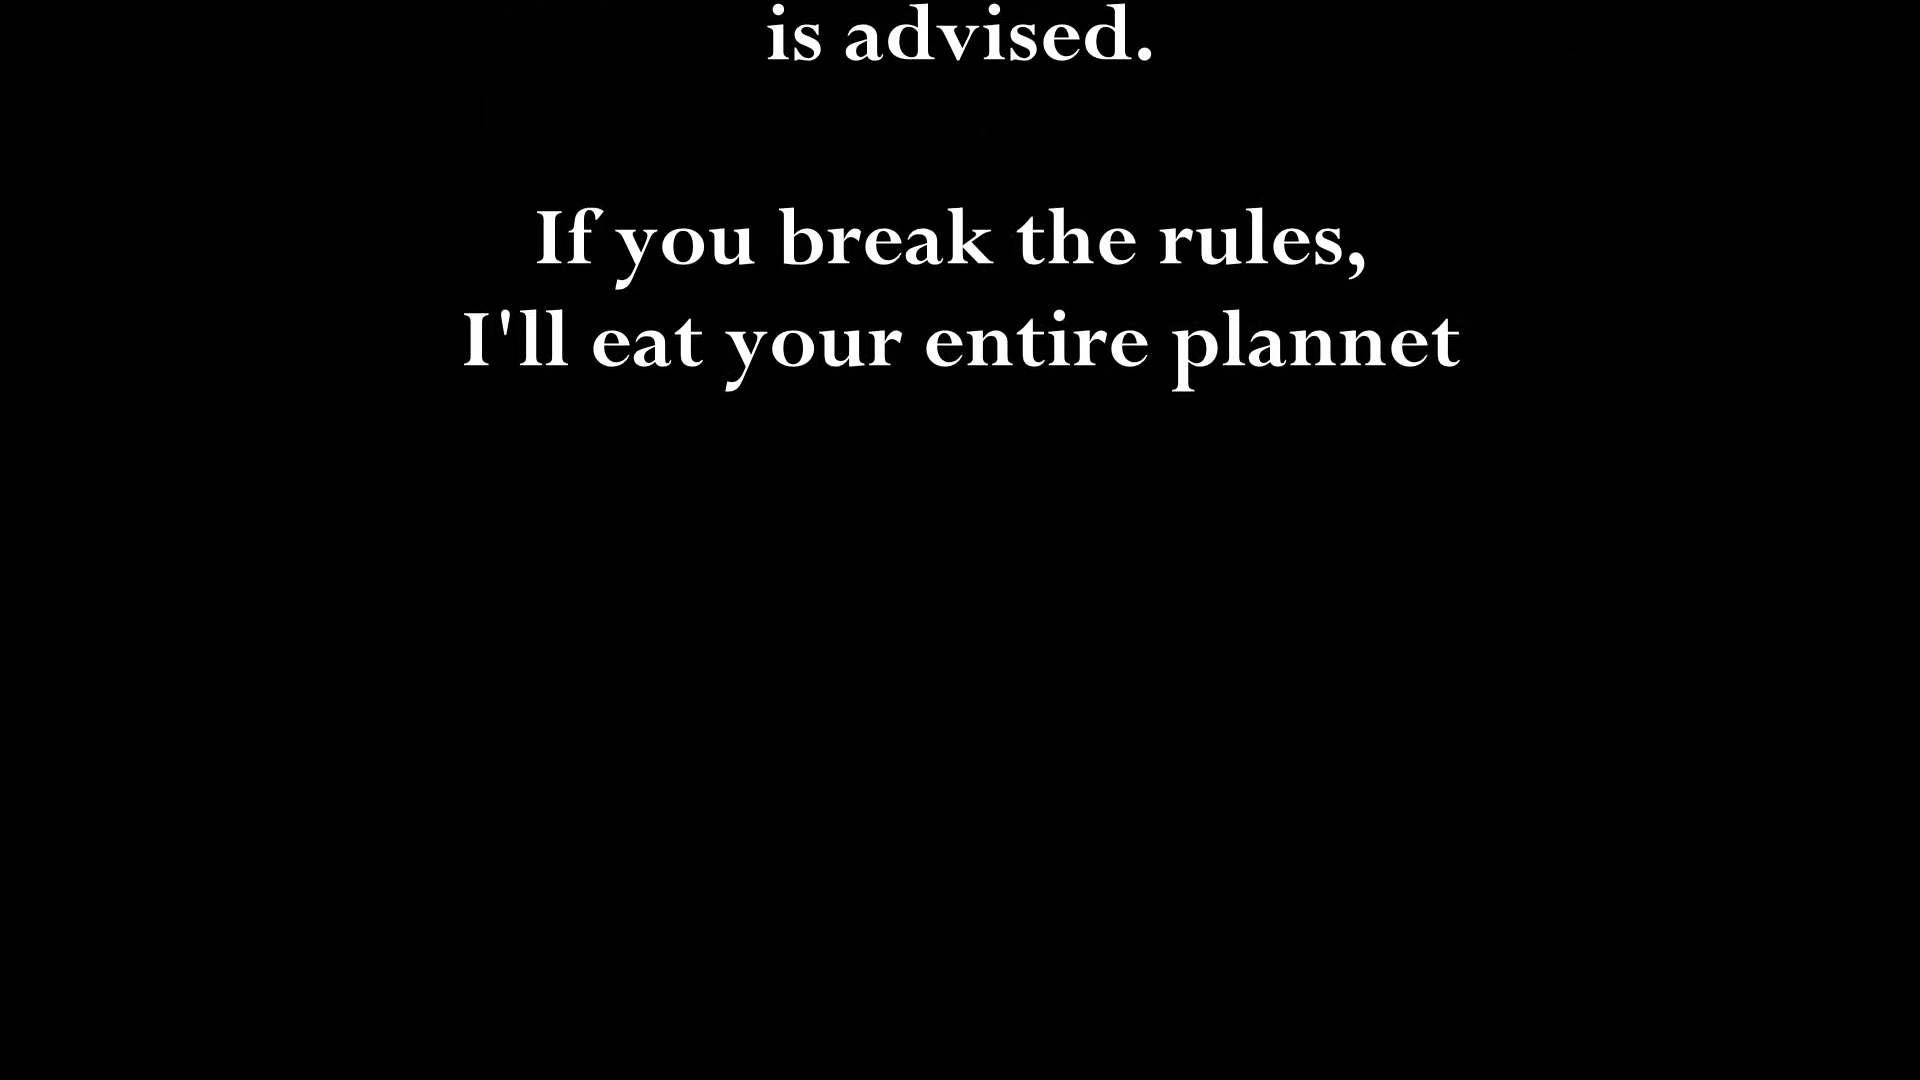 is advised.
If you break the rules,
I'll eat your entire plannet